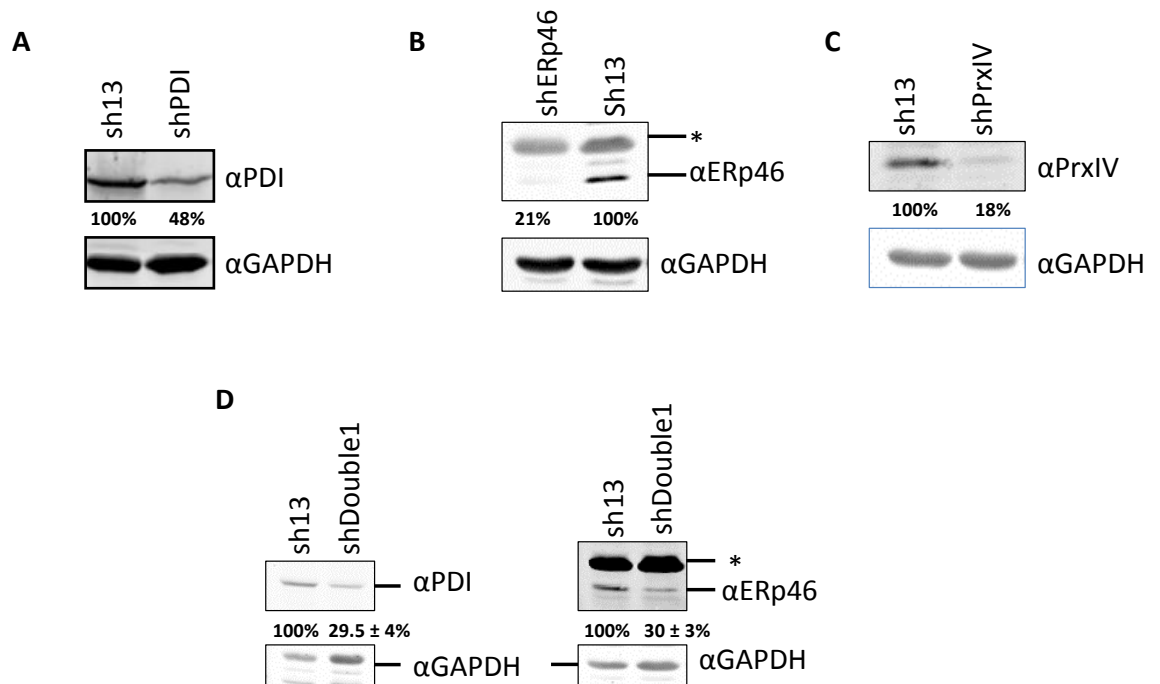 A
sh13
shPDI
αPDI
100% 48%
αGAPDH
B
shERp46
Sh13
*
αERp46
21% 100%
αGAPDH
C
sh13
shPrxIV
αPrxIV
100% 18%
αGAPDH
D
sh13
shDouble1
αPDI
100% 29.5 ± 4%
αGAPDH
sh13
shDouble1
*
αERp46
100% 30 ± 3%
αGAPDH